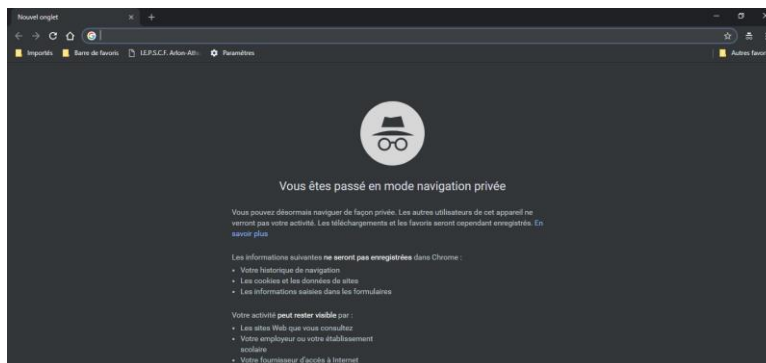 Nouvel onglet
Importés Barre de favoris I.E.P.S.C.F. Arlon-Ath Paramètres Autres favor
Vous êtes passé en mode navigation privée
Vous pouvez désormais naviguer de façon privée. Les autres utilisateurs de cet appareil ne
verront pas votre activité. Les téléchargements et les favoris seront cependant enregistrés. En
savoir plus
Les informations suivantes ne seront pas enregistrées dans Chrome :
• Votre historique de navigation
• Les cookies et les données de sites
• Les informations saisies dans les formulaires
Votre activité peut rester visible par :
• Les sites Web que vous consultez
• Votre employeur ou votre établissement
scolaire
• Votre fournisseur d'accès à Internet